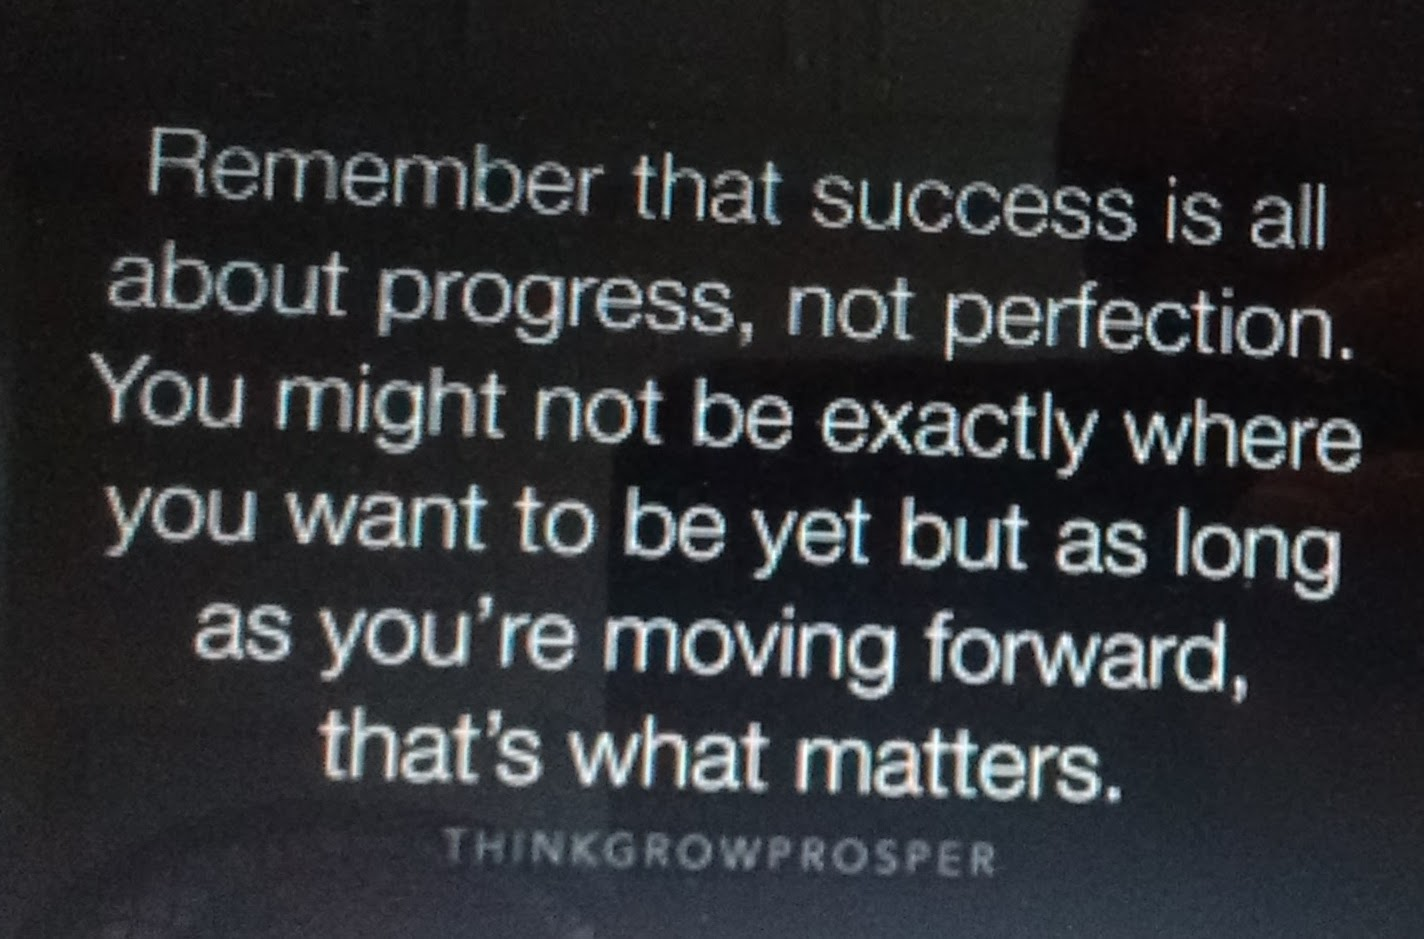 Remember that success is all
about progress, not perfection.
You might not be exactly where
you want to be yet but as long
as you're moving forward,
that's what matters.
THINKGROWPROSPER